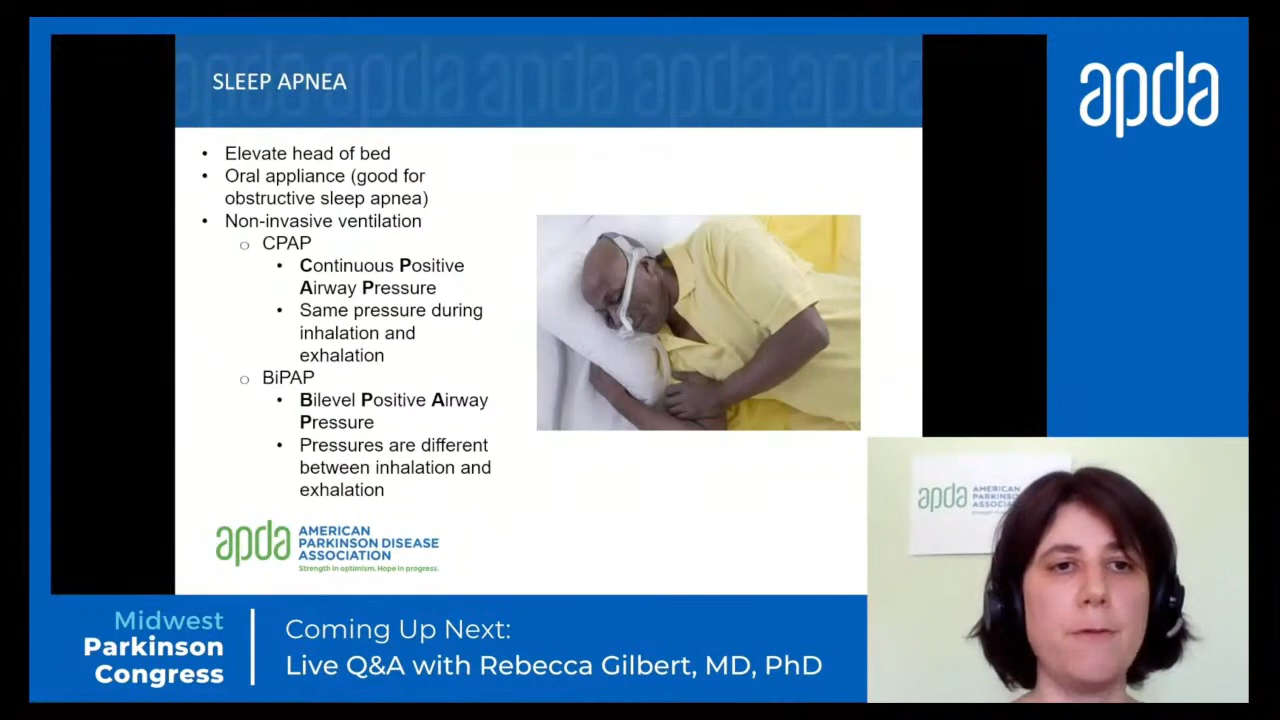 apda
SLEEP APNEA
• Elevate head of bed
• Oral appliance (good for
obstructive sleep apnea)
• Non-invasive ventilation
o CPAP
• Continuous Positive
Airway Pressure
• Same pressure during
inhalation and
exhalation
o BiPAP
• Bilevel Positive Airway
Pressure
• Pressures are different
between inhalation and
exhalation
apda AMERICAN
PARKINSON DISEASE
ASSOCIATION
Strength in optimism. Hope in progress.
apda AMERICAN
Midwest
Parkinson
Congress
Coming Up Next:
Live Q&A with Rebecca Gilbert, MD, PhD